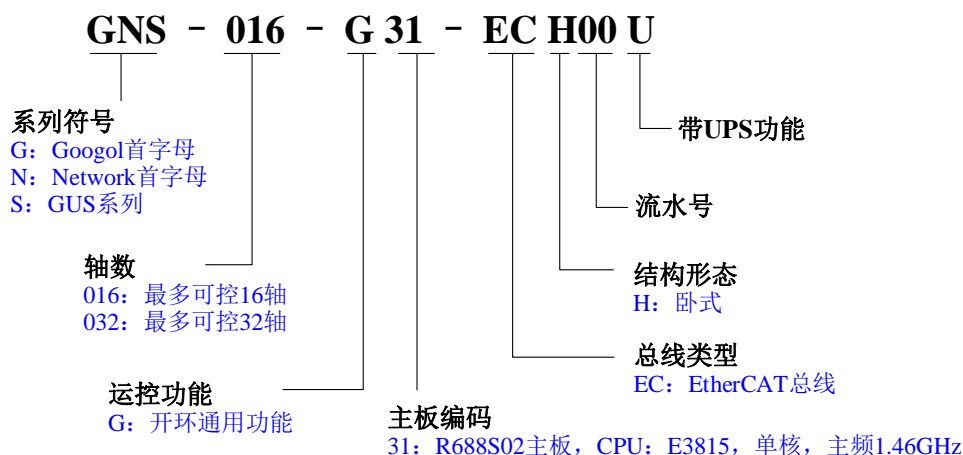 GNS - 016 - G 31 - EC H00 U
系列符号
G：Googol首字母
N：Network首字母
S：GUS系列
带UPS功能
流水号
轴数
016：最多可控16轴
032：最多可控32轴
结构形态
H：卧式
总线类型
EC：EtherCAT总线
运控功能
G：开环通用功能
主板编码
31：R688S02主板，CPU：E3815，单核，主频1.46GHz